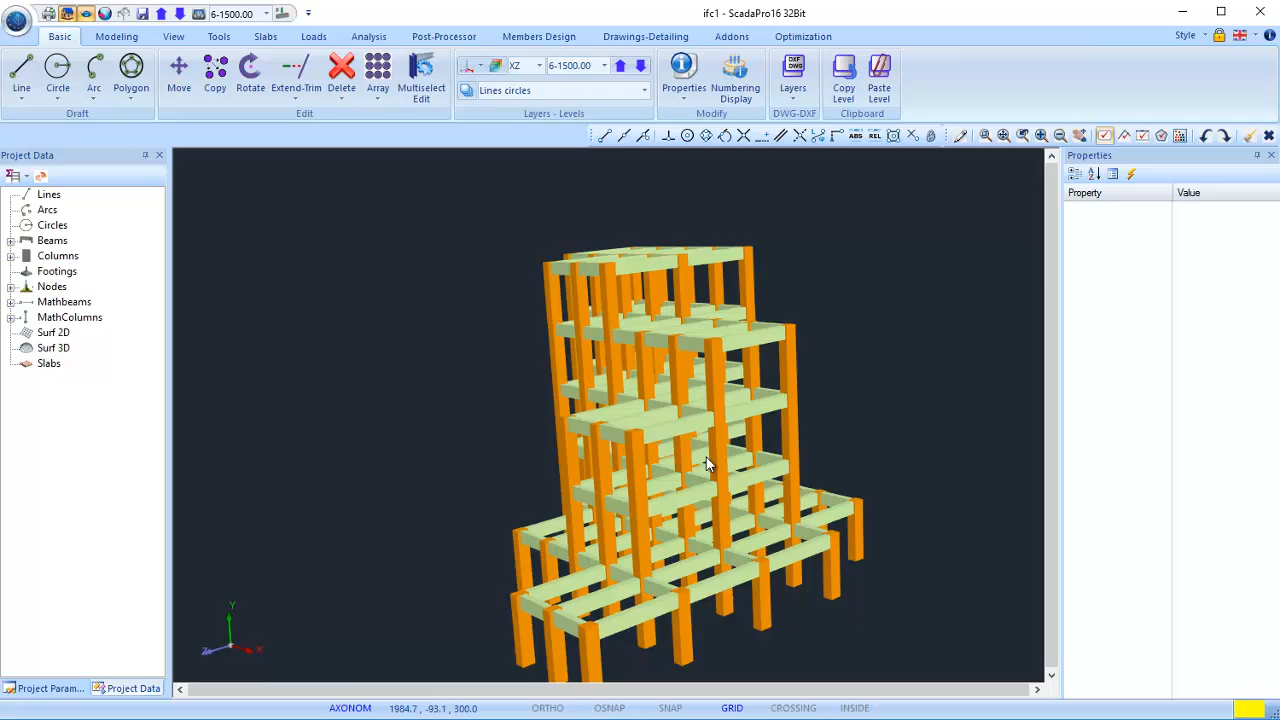 6-1500.00
ifc1 - ScadaPro16 32Bit
Basic Modeling View Tools Slabs Loads Analysis Post-Processor Members Design Drawings-Detailing Addons Optimization Style
XZ 6-1500.00
Lines circles
Line Circle Arc Polygon Move Copy Rotate Extend-Trim Delete Array Multiselect Edit Properties Numbering Display DXF DWG Layers Copy Level Paste Level
Draft Edit Layers - Levels Modify DWG-DXF Clipboard
ABS REL
Project Data
Properties
Property Value
Lines
Arcs
Circles
Beams
Columns
Footings
Nodes
Mathbeams
MathColumns
Surf 2D
Surf 3D
Slabs
Y
Z X
Project Param... Project Data
AXONOM 1984.7 , -93.1 , 300.0 ORTHO OSNAP SNAP GRID CROSSING INSIDE